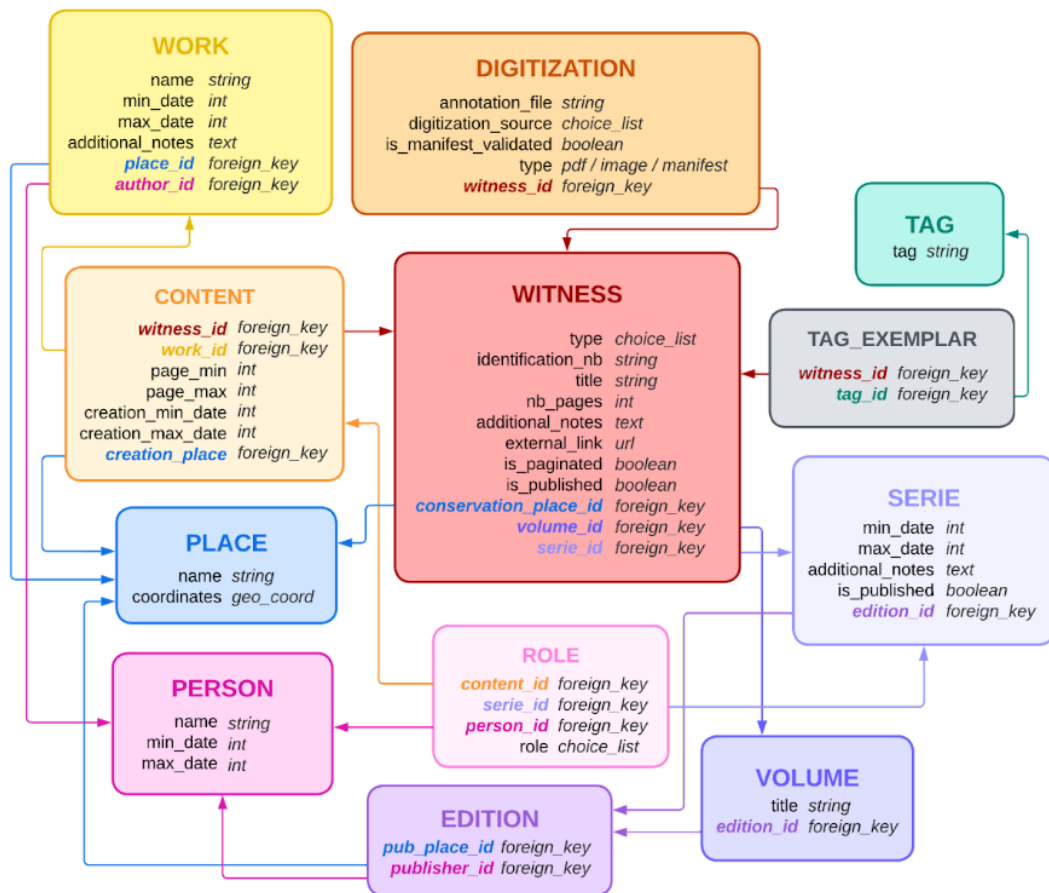 WORK
name string
min_date int
max_date int
additional_notes text
place_id foreign_key
author_id foreign_key
DIGITIZATION
annotation_file string
digitization_source choice_list
is_manifest_validated boolean
type pdf / image / manifest
witness_id foreign_key
TAG
tag string
CONTENT
witness_id foreign_key
work_id foreign_key
page_min int
page_max int
creation_min_date int
creation_max_date int
creation_place foreign_key
WITNESS
type choice_list
identification_nb string
title string
nb_pages int
additional_notes text
external_link url
is_paginated boolean
is_published boolean
conservation_place_id foreign_key
volume_id foreign_key
serie_id foreign_key
TAG_EXEMPLAR
witness_id foreign_key
tag_id foreign_key
SERIE
min_date int
max_date int
additional_notes text
is_published boolean
edition_id foreign_key
PLACE
name string
coordinates geo_coord
ROLE
content_id foreign_key
serie_id foreign_key
person_id foreign_key
role choice_list
PERSON
name string
min_date int
max_date int
VOLUME
title string
edition_id foreign_key
EDITION
pub_place_id foreign_key
publisher_id foreign_key